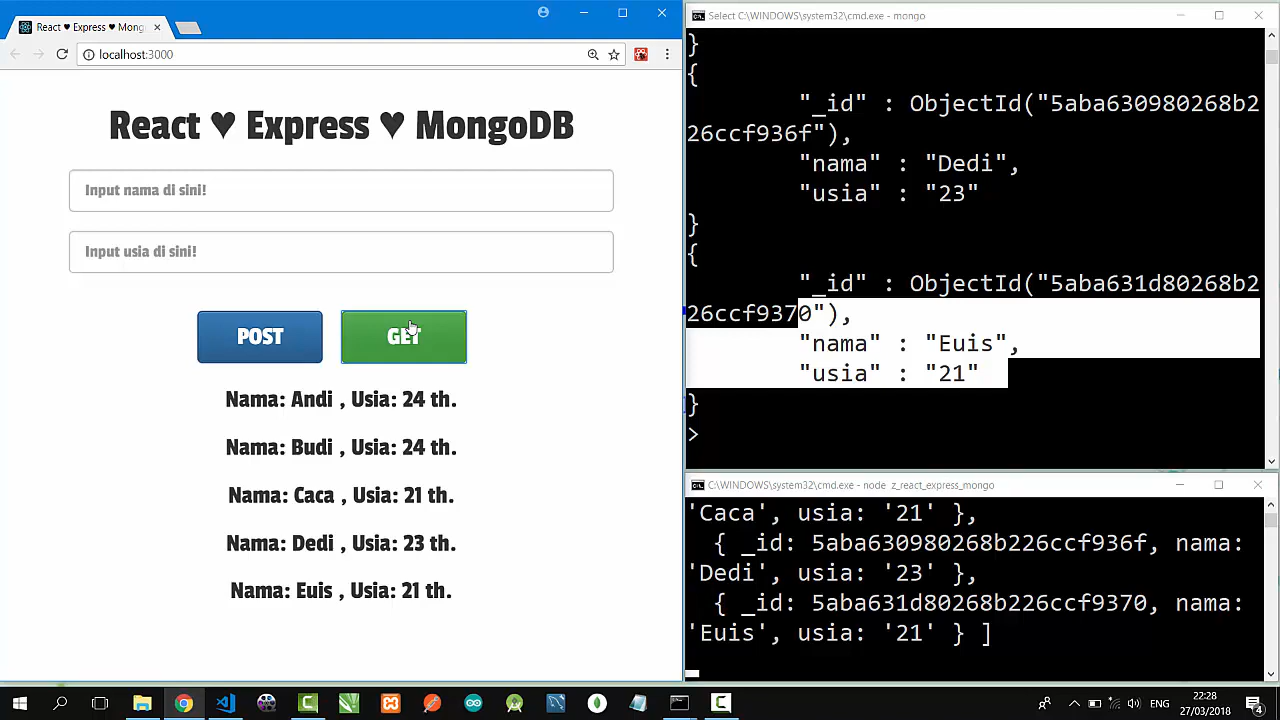 React ♥ Express ♥ Mong
localhost:3000
React ♥ Express ♥ MongoDB
Input nama di sini!
Input usia di sini!
POST
GET
Nama: Andi , Usia: 24 th.
Nama: Budi , Usia: 24 th.
Nama: Caca , Usia: 21 th.
Nama: Dedi , Usia: 23 th.
Nama: Euis , Usia: 21 th.
Select C:\WINDOWS\system32\cmd.exe - mongo
}
{
"_id" : ObjectId("5aba630980268b2
26ccf936f"),
"nama" : "Dedi",
"usia" : "23"
}
{
"_id" : ObjectId("5aba631d80268b2
26ccf9370"),
"nama" : "Euis",
"usia" : "21"
}
>
C:\WINDOWS\system32\cmd.exe - node z_react_express_mongo
'Caca', usia: '21' },
{ _id: 5aba630980268b226ccf936f, nama:
'Dedi', usia: '23' },
{ _id: 5aba631d80268b226ccf9370, nama:
'Euis', usia: '21' } ]
ENG
22:28
27/03/2018
4